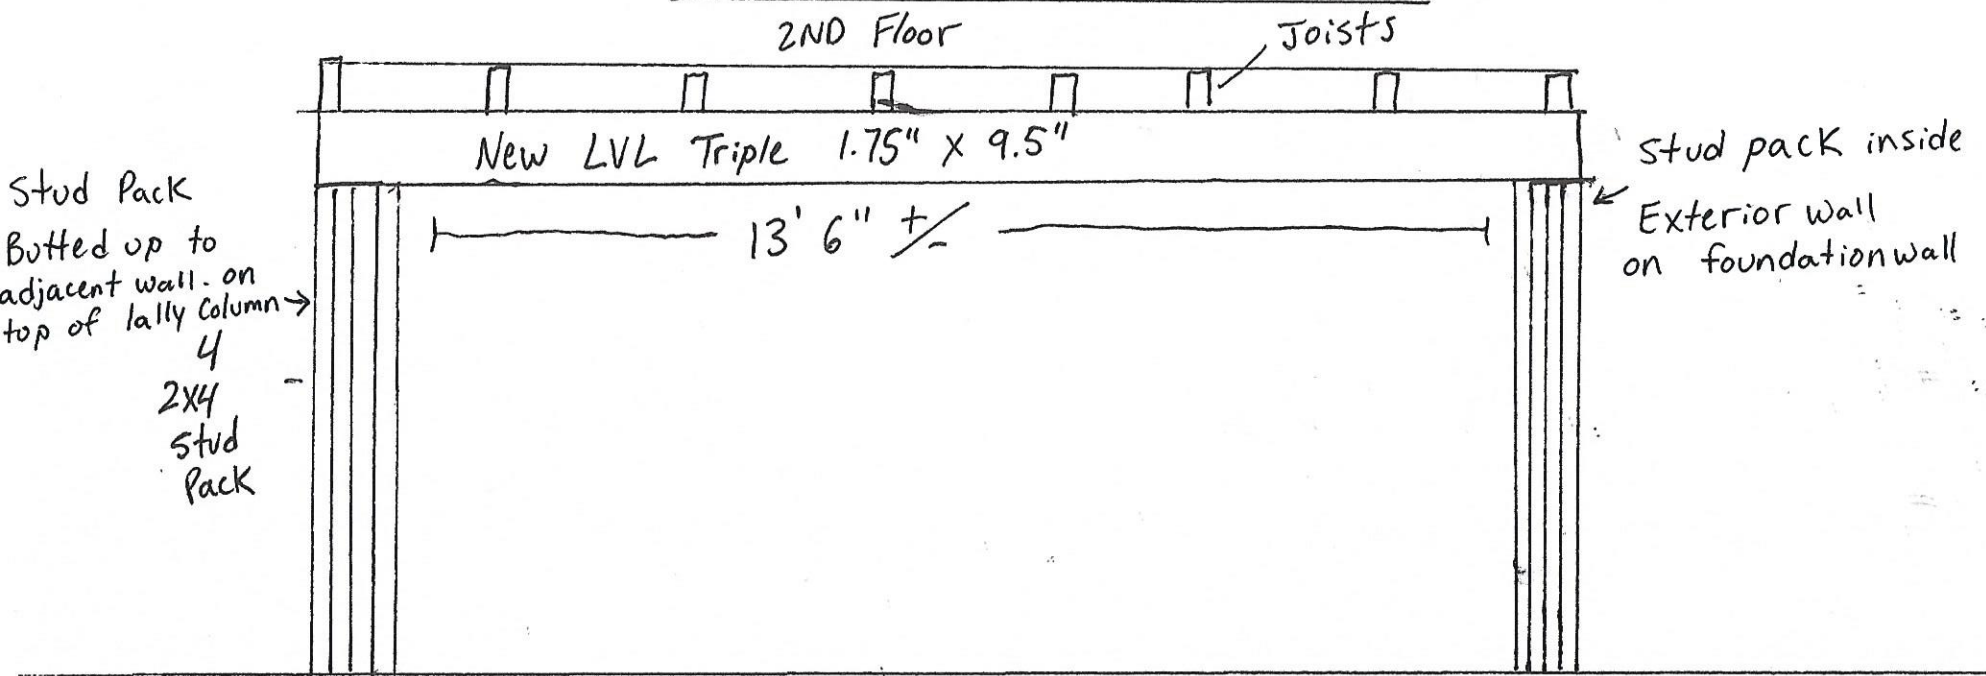 2ND Floor
Joists
New LVL Triple 1.75" X 9.5"
Stud Pack
Butted up to
adjacent wall. on
top of lally Column
4
2X4
stud
Pack
13' 6" +/-
Stud pack inside
Exterior wall
on foundation wall